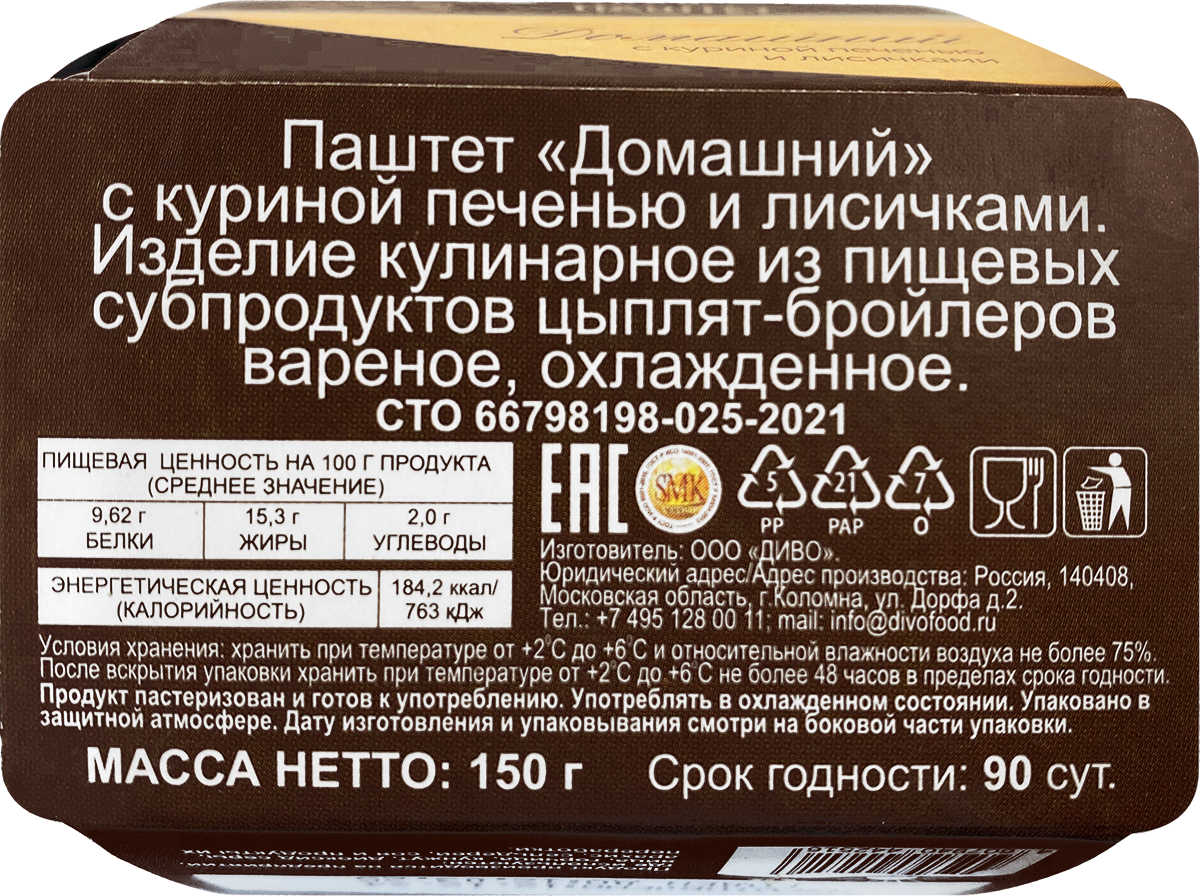 Домашний
с куриной печенью
и лисичками
Паштет «Домашний»
с куриной печенью и лисичками.
Изделие кулинарное из пищевых
субпродуктов цыплят-бройлеров
вареное, охлажденное.
СТО 66798198-025-2021
ПИЩЕВАЯ ЦЕННОСТЬ НА 100 Г ПРОДУКТА
(СРЕДНЕЕ ЗНАЧЕНИЕ)
9,62 г 15,3 г 2,0 г
БЕЛКИ ЖИРЫ УГЛЕВОДЫ
ЭНЕРГЕТИЧЕСКАЯ ЦЕННОСТЬ 184,2 ккал/
(КАЛОРИЙНОСТЬ) 763 кДж
EAC SMK 5 21 7
PP PAP O
Изготовитель: ООО «ДИВО».
Юридический адрес/Адрес производства: Россия, 140408,
Московская область, г.Коломна, ул. Дорфа д.2.
Тел.: +7 495 128 00 11; mail: info@divofood.ru
Условия хранения: хранить при температуре от +2°С до +6°С и относительной влажности воздуха не более 75%.
После вскрытия упаковки хранить при температуре от +2°С до +6°С не более 48 часов в пределах срока годности.
Продукт пастеризован и готов к употреблению. Употреблять в охлажденном состоянии. Упаковано в
защитной атмосфере. Дату изготовления и упаковывания смотри на боковой части упаковки.
МАССА НЕТТО: 150 г Срок годности: 90 сут.